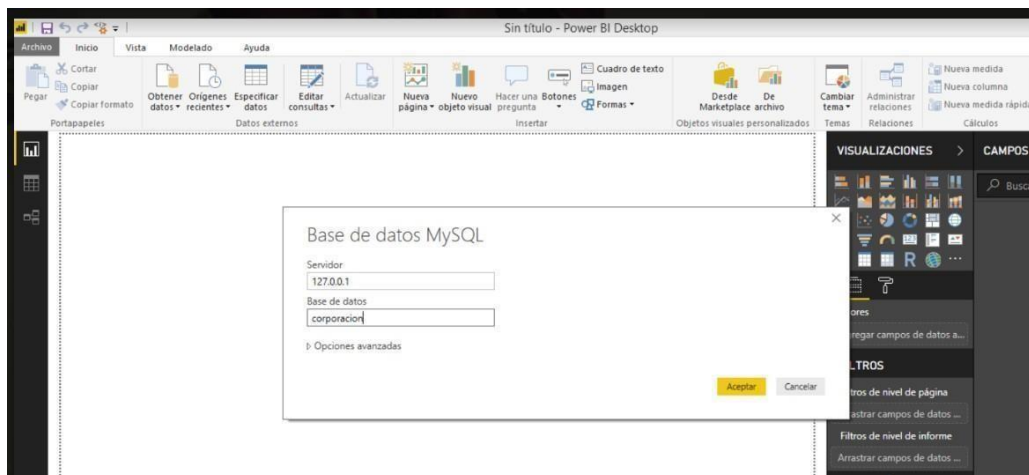 Sin título - Power BI Desktop
Archivo Inicio Vista Modelado Ayuda
Pegar
Cortar
Copiar
Copiar formato
Portapapeles
Obtener datos
Orígenes recientes
Especificar datos
Editar consultas
Actualizar
Datos externos
Nueva página
Nuevo objeto visual
Hacer una pregunta
Botones
Cuadro de texto
Imagen
Formas
Insertar
Desde Marketplace
De archivo
Objetos visuales personalizados
Cambiar tema
Temas
Administrar relaciones
Relaciones
Nueva medida
Nueva columna
Nueva medida rápida
Cálculos
VISUALIZACIONES
CAMPOS
R
Base de datos MySQL
Servidor
127.0.0.1
Base de datos
corporacion
Opciones avanzadas
Aceptar
Cancelar
ores
regar campos de datos a...
LTROS
tros de nivel de página
astrar campos de datos ...
Filtros de nivel de informe
Arrastrar campos de datos ...